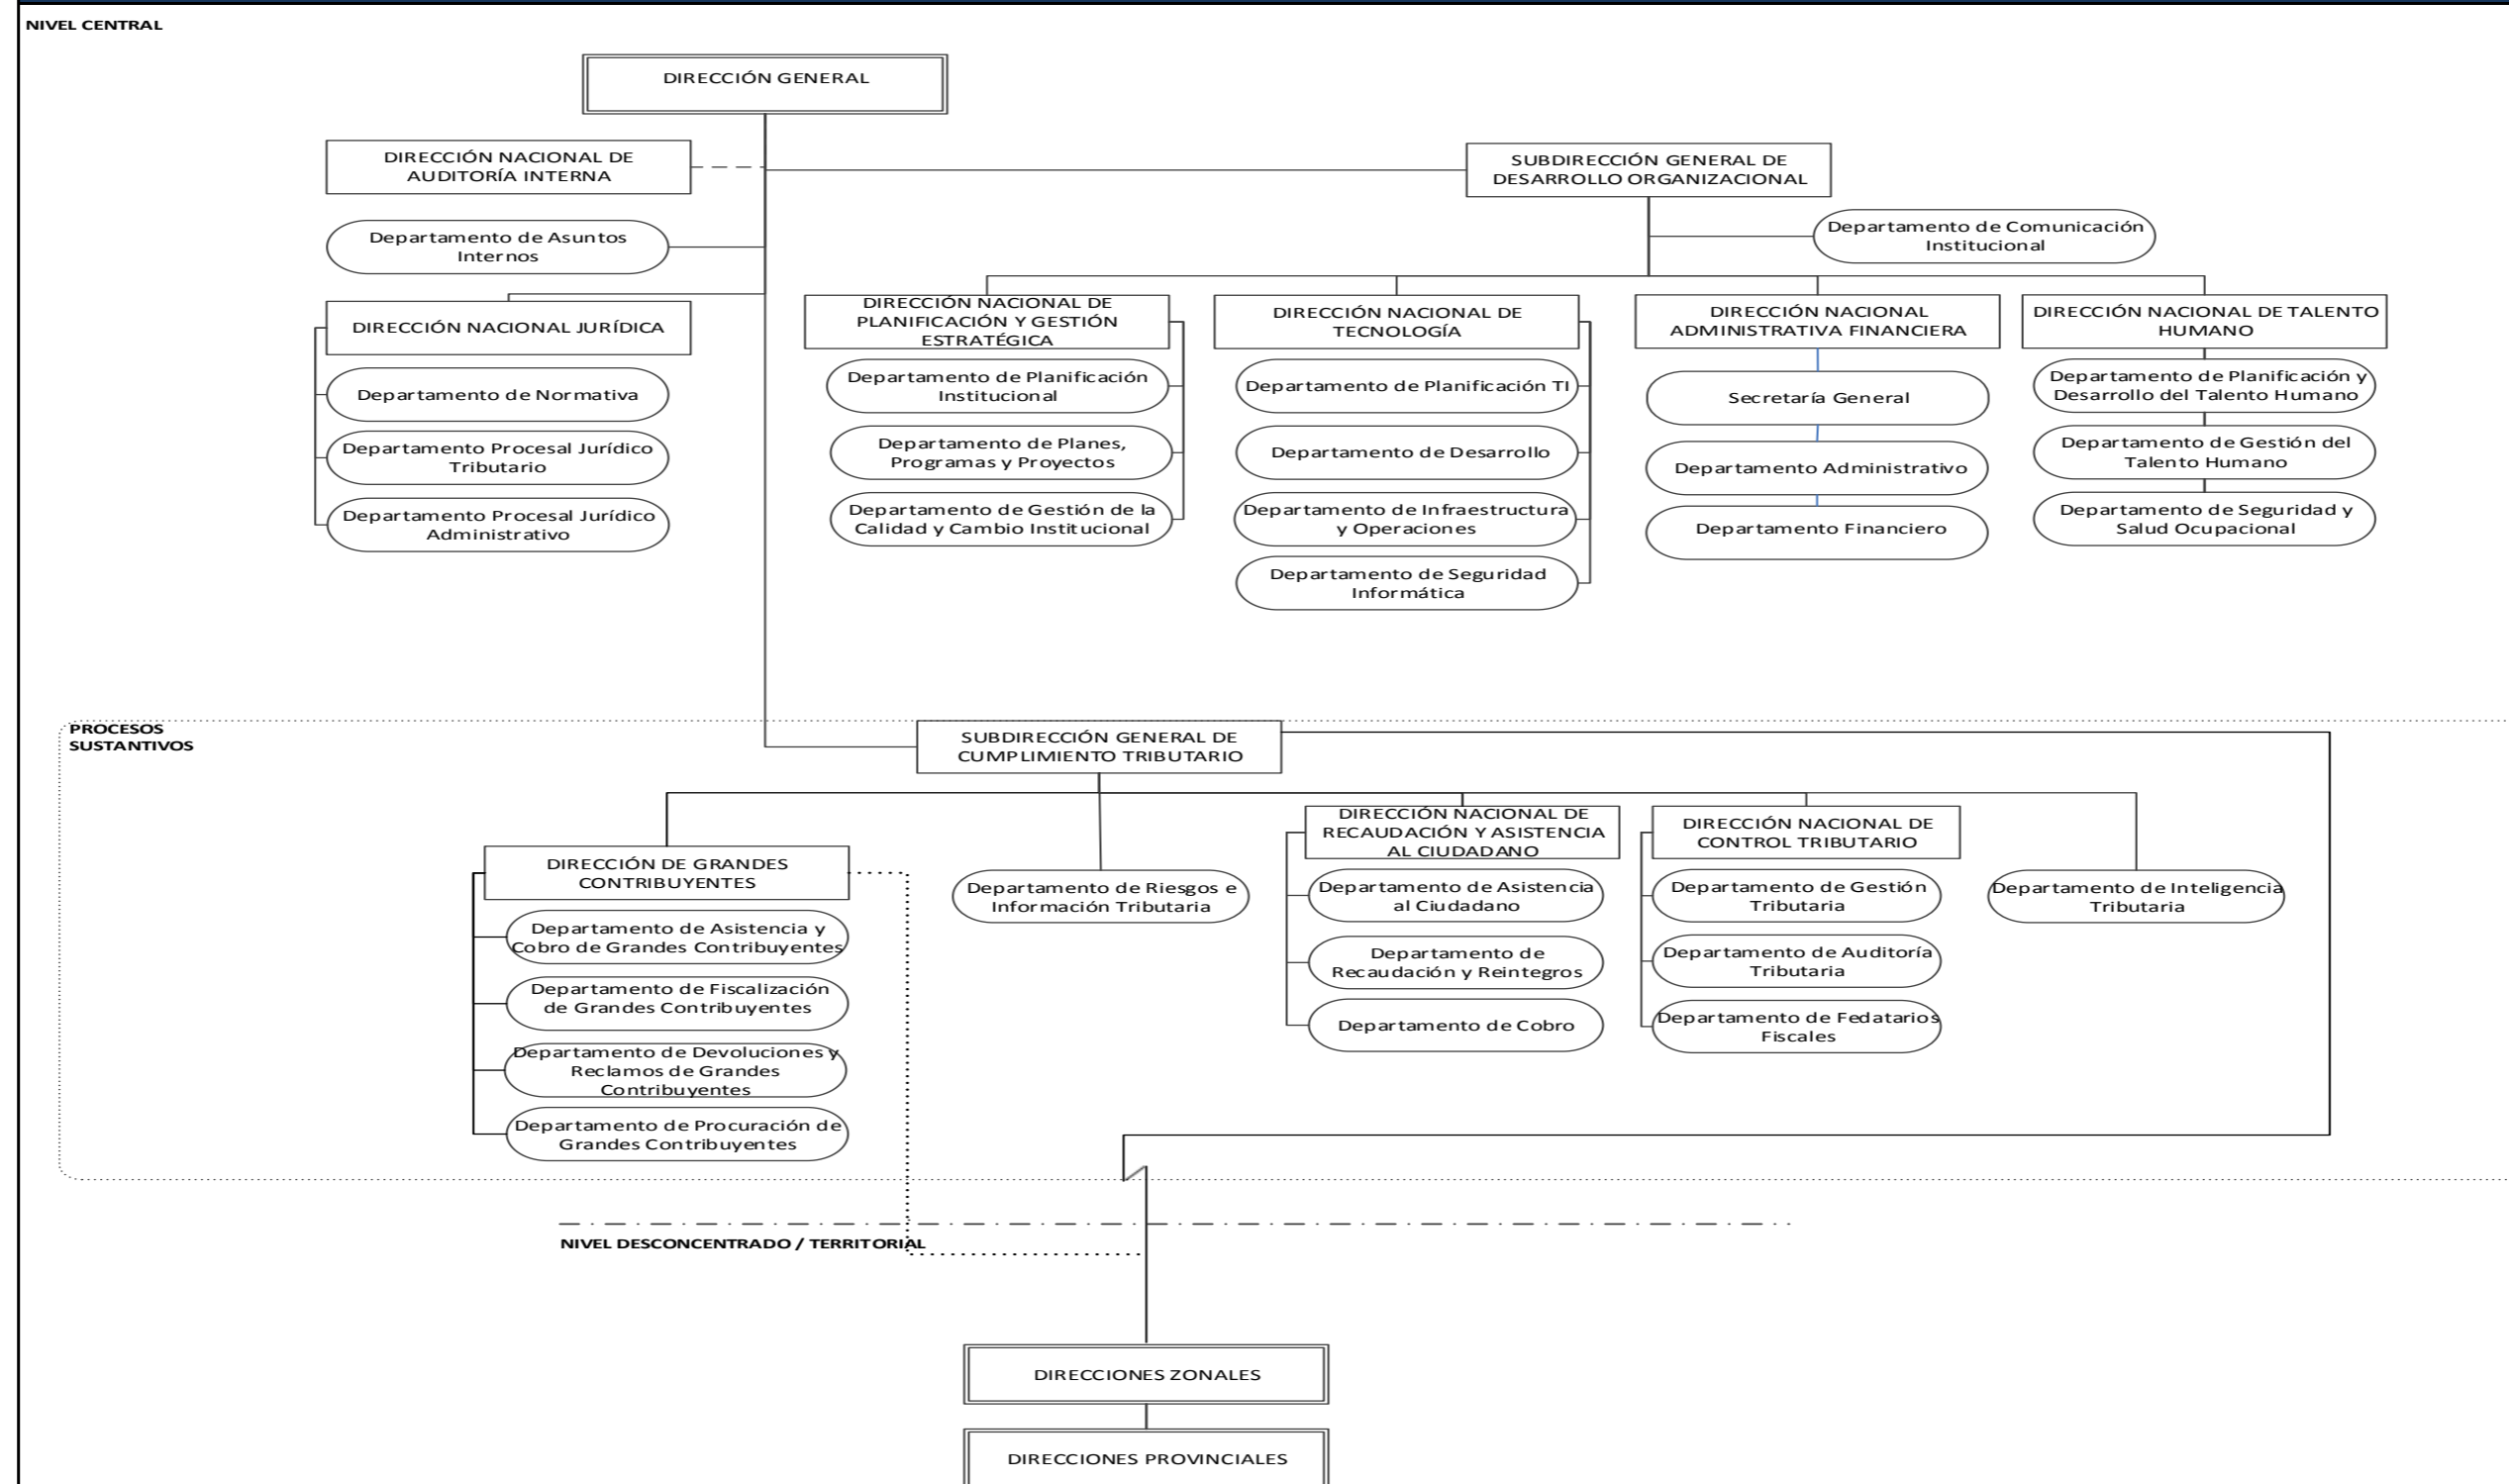 NIVEL CENTRAL
DIRECCIÓN GENERAL
DIRECCIÓN NACIONAL DE
AUDITORÍA INTERNA
SUBDIRECCIÓN GENERAL DE
DESARROLLO ORGANIZACIONAL
Departamento de Asuntos
Internos
Departamento de Comunicación
Institucional
DIRECCIÓN NACIONAL JURÍDICA
Departamento de Normativa
Departamento Procesal Jurídico
Tributario
Departamento Procesal Jurídico
Administrativo
DIRECCIÓN NACIONAL DE
PLANIFICACIÓN Y GESTIÓN
ESTRATÉGICA
Departamento de Planificación
Institucional
Departamento de Planes,
Programas y Proyectos
Departamento de Gestión de la
Calidad y Cambio Institucional
DIRECCIÓN NACIONAL DE
TECNOLOGÍA
Departamento de Planificación TI
Departamento de Desarrollo
Departamento de Infraestructura
y Operaciones
Departamento de Seguridad
Informática
DIRECCIÓN NACIONAL
ADMINISTRATIVA FINANCIERA
Secretaría General
Departamento Administrativo
Departamento Financiero
DIRECCIÓN NACIONAL DE TALENTO
HUMANO
Departamento de Planificación y
Desarrollo del Talento Humano
Departamento de Gestión del
Talento Humano
Departamento de Seguridad y
Salud Ocupacional
PROCESOS
SUSTANTIVOS
SUBDIRECCIÓN GENERAL DE
CUMPLIMIENTO TRIBUTARIO
DIRECCIÓN DE GRANDES
CONTRIBUYENTES
Departamento de Asistencia y
Cobro de Grandes Contribuyentes
Departamento de Fiscalización
de Grandes Contribuyentes
Departamento de Devoluciones y
Reclamos de Grandes
Contribuyentes
Departamento de Procuración de
Grandes Contribuyentes
Departamento de Riesgos e
Información Tributaria
DIRECCIÓN NACIONAL DE
RECAUDACIÓN Y ASISTENCIA
AL CIUDADANO
Departamento de Asistencia
al Ciudadano
Departamento de
Recaudación y Reintegros
Departamento de Cobro
DIRECCIÓN NACIONAL DE
CONTROL TRIBUTARIO
Departamento de Gestión
Tributaria
Departamento de Auditoría
Tributaria
Departamento de Fedatarios
Fiscales
Departamento de Inteligencia
Tributaria
NIVEL DESCONCENTRADO / TERRITORIAL
DIRECCIONES ZONALES
DIRECCIONES PROVINCIALES